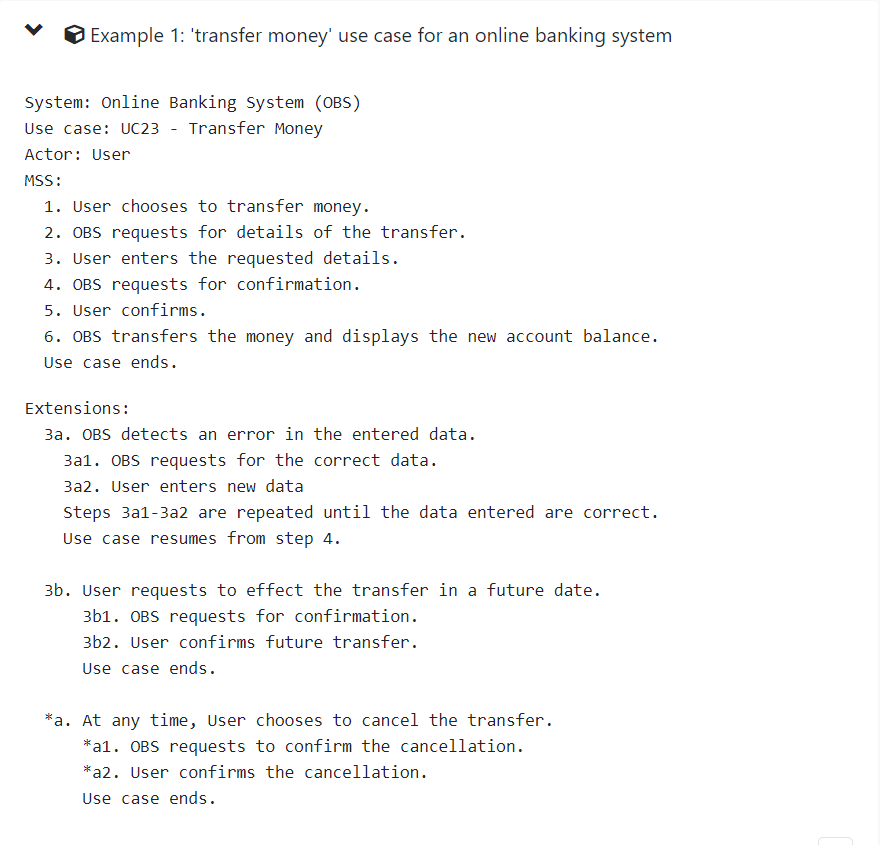 Example 1: 'transfer money' use case for an online banking system
System: Online Banking System (OBS)
Use case: UC23 - Transfer Money
Actor: User
MSS:
1. User chooses to transfer money.
2. OBS requests for details of the transfer.
3. User enters the requested details.
4. OBS requests for confirmation.
5. User confirms.
6. OBS transfers the money and displays the new account balance.
Use case ends.
Extensions:
3a. OBS detects an error in the entered data.
3a1. OBS requests for the correct data.
3a2. User enters new data
Steps 3a1-3a2 are repeated until the data entered are correct.
Use case resumes from step 4.
3b. User requests to effect the transfer in a future date.
3b1. OBS requests for confirmation.
3b2. User confirms future transfer.
Use case ends.
*a. At any time, User chooses to cancel the transfer.
*a1. OBS requests to confirm the cancellation.
*a2. User confirms the cancellation.
Use case ends.